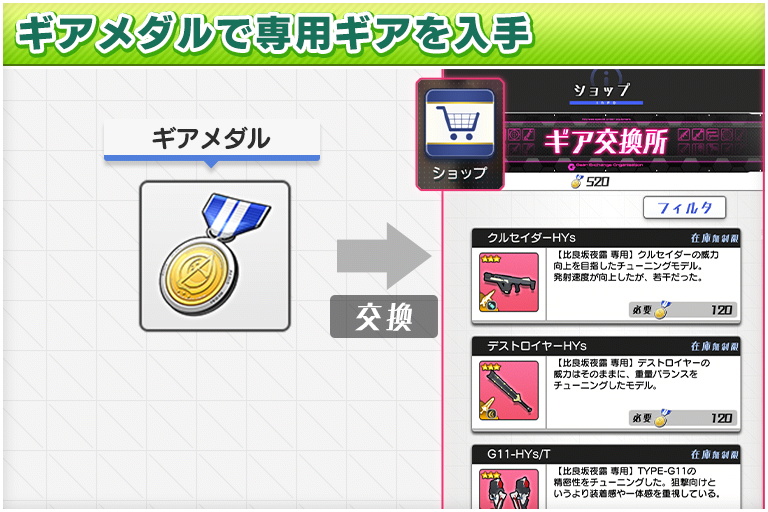 ギアメダルで専用ギアを入手
ギアメダル
交換
ショップ
ショップ
INFO
ギア交換所
Gear Exchange Organization
520
フィルタ
クルセイダーHYs
在庫無制限
【比良坂夜露 専用】クルセイダーの威力
向上を目指したチューニングモデル。
発射速度が向上したが、若干だった。
必要 120
デストロイヤーHYs
在庫無制限
【比良坂夜露 専用】デストロイヤーの
威力はそのままに、重量バランスを
チューニングしたモデル。
必要 120
G11-HYs/T
在庫無制限
【比良坂夜露 専用】TYPE-G11の
精密性をチューニングした。狙撃向けと
いうより装着感や一体感を重視している。